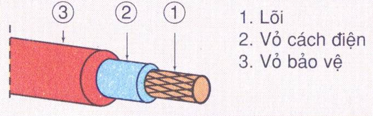 ③ ② ①
1. Lõi
2. Vỏ cách điện
3. Vỏ bảo vệ